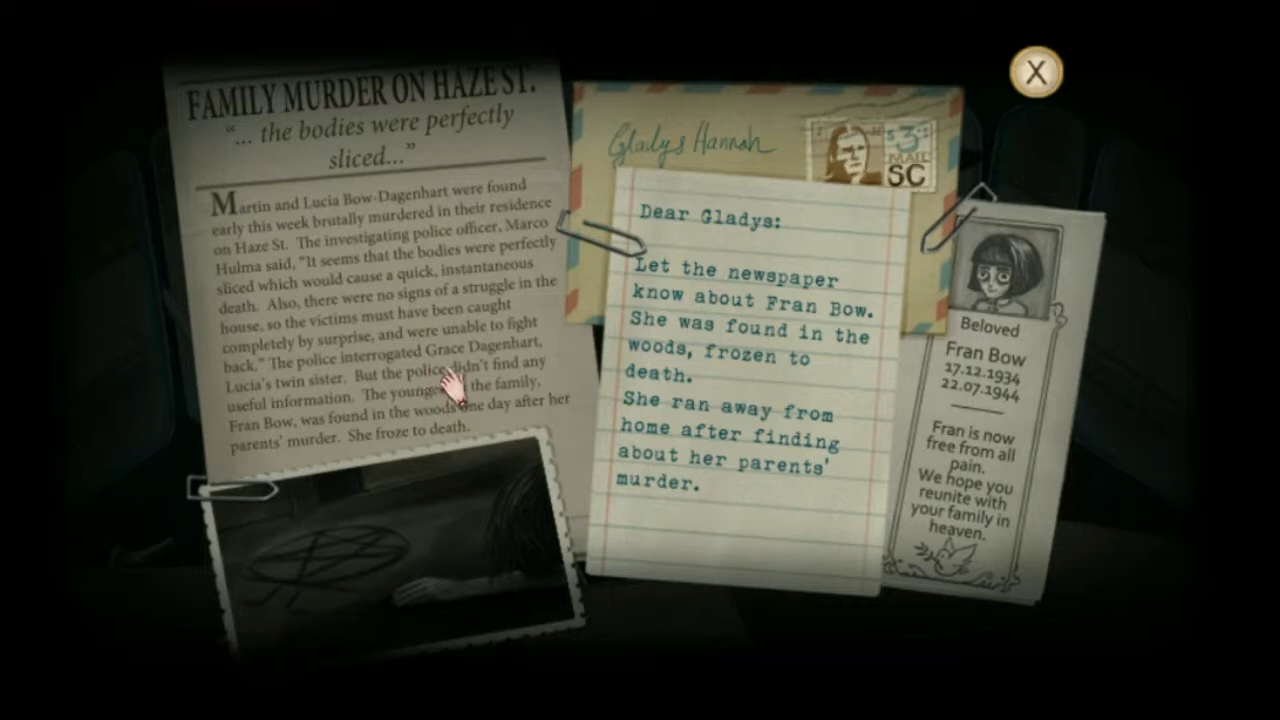 FAMILY MURDER ON HAZE ST.
“... the bodies were perfectly
sliced...”
Martin and Lucia Bow-Dagenhart were found
early this week brutally murdered in their residence
on Haze St. The investigating police officer, Marco
Hulma said, “It seems that the bodies were perfectly
sliced which would cause a quick, instantaneous
death. Also, there were no signs of a struggle in the
house, so the victims must have been caught
completely by surprise, and were unable to fight
back.” The police interrogated Grace Dagenhart,
Lucia's twin sister. But the police didn't find any
useful information. The the family,
Fran Bow, was found in the woods one day after her
parents' murder. She froze to death.
Gladys Hannah
3
MAIL
SC
Dear Gladys:
Let the newspaper
know about Fran Bow.
She was found in the
woods, frozen to
death.
She ran away from
home after finding
about her parents'
murder.
Beloved
Fran Bow
17.12.1934
22.07.1944
Fran is now
free from all
pain.
We hope you
reunite with
your family in
heaven.
X